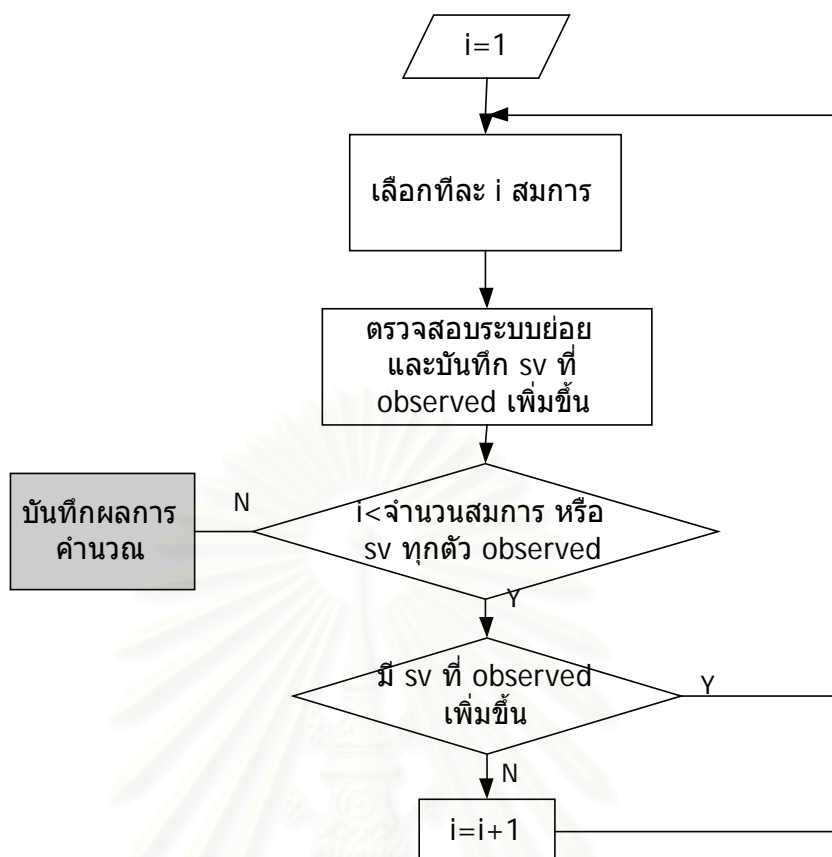 i=1
เลือกทีละ i สมการ
ตรวจสอบระบบย่อย
และบันทึก sv ที่
observed เพิ่มขึ้น
บันทึกผลการ
คำนวณ
N
i<จำนวนสมการ หรือ
sv ทุกตัว observed
Y
มี sv ที่ observed
เพิ่มขึ้น
Y
N
i=i+1